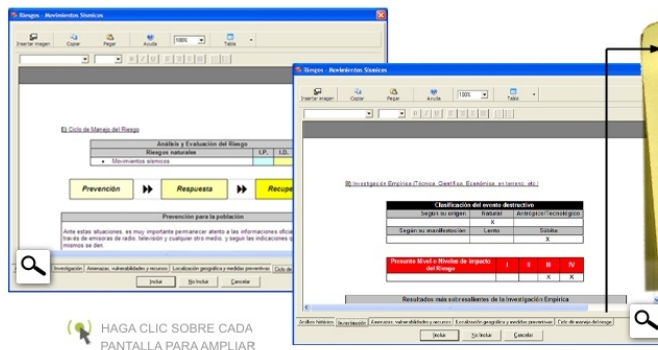 Riesgos - Movimientos Sísmicos
Insertar imagen Copiar Pegar Ayuda 100% Tabla
E) Ciclo de Manejo del Riesgo
Análisis y Evaluación del Riesgo
Riesgos naturales I.P. I.D.
Movimientos sísmicos
Prevención Respuesta Recupe
Prevención para la población
Ante estas situaciones, es muy importante permanecer atento a las informaciones oficia
través de emisoras de radio, televisión y cualquier otro medio, y seguir las indicaciones q
mismos se den.
Investigación Amenazas, vulnerabilidades y recursos Localización geográfica y medidas preventivas Ciclo de
Incluir No Incluir Cancelar
HAGA CLIC SOBRE CADA
PANTALLA PARA AMPLIAR
Riesgos - Movimientos Sísmicos
Insertar imagen Copiar Pegar Ayuda 100% Tabla
B) Investigación Empírica (Técnica, Científica, Económica, en terreno, etc.)
Clasificación del evento destructivo
Según su origen Natural Antrópico/Tecnológico
X
Según su manifestación Lenta Súbita
X
Presente Nivel o Niveles de Impacto del Riesgo I II III IV
X X
Resultados más sobresalientes de la Investigación Empírica
Análisis histórico Investigación Amenazas, vulnerabilidades y recursos Localización geográfica y medidas preventivas Ciclo de manejo del riesgo
Incluir No Incluir Cancelar